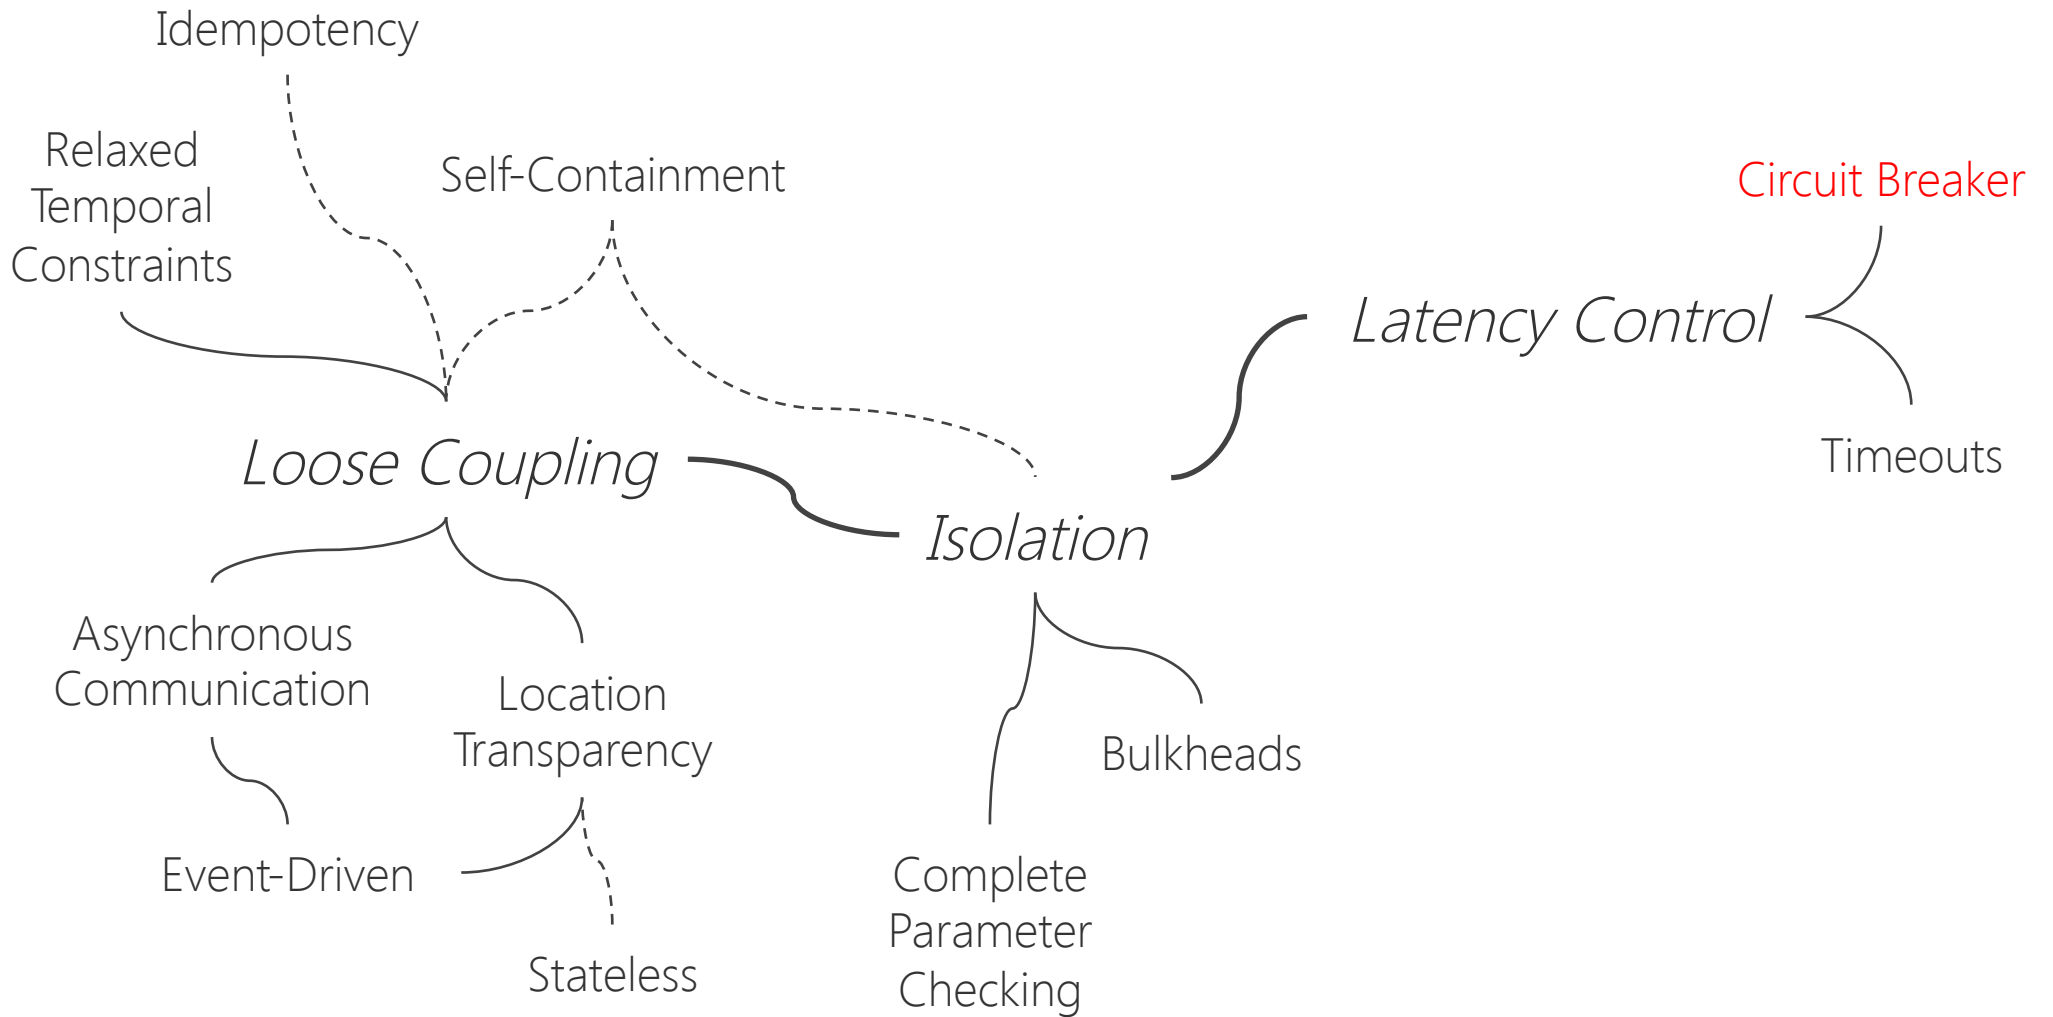 Idempotency
Relaxed
Temporal
Constraints
Self-Containment
Circuit Breaker
Latency Control
Timeouts
Loose Coupling
Isolation
Asynchronous
Communication
Location
Transparency
Bulkheads
Event-Driven
Stateless
Complete
Parameter
Checking